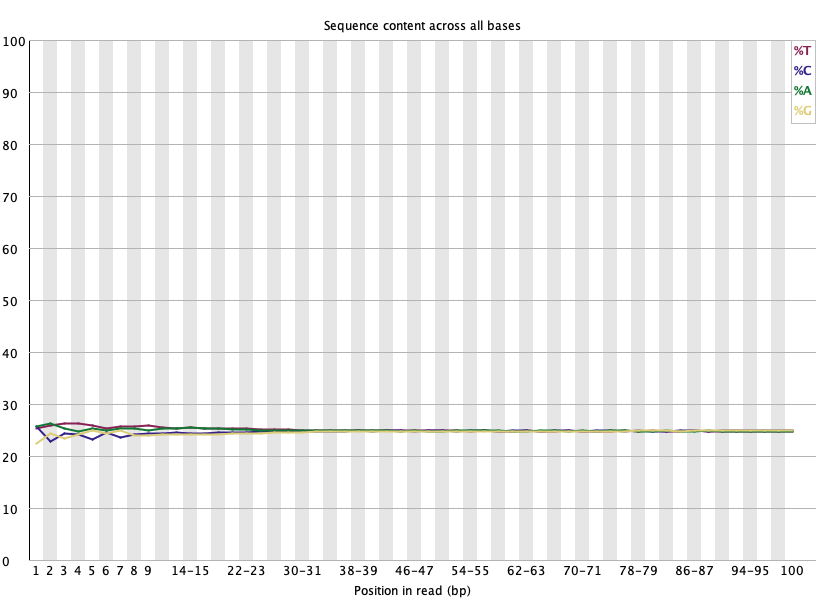 Sequence content across all bases
100
90
80
70
60
50
40
30
20
10
0
%T
%C
%A
%G
1 2 3 4 5 6 7 8 9 14-15 22-23 30-31 38-39 46-47 54-55 62-63 70-71 78-79 86-87 94-95 100
Position in read (bp)